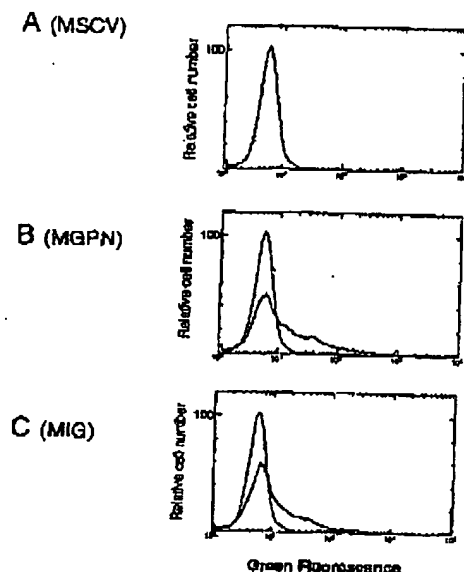 A (MSCV)
Relative cell number
100
B (MGPN)
Relative cell number
100
C (MIG)
Relative cell number
100
Green Fluorescence